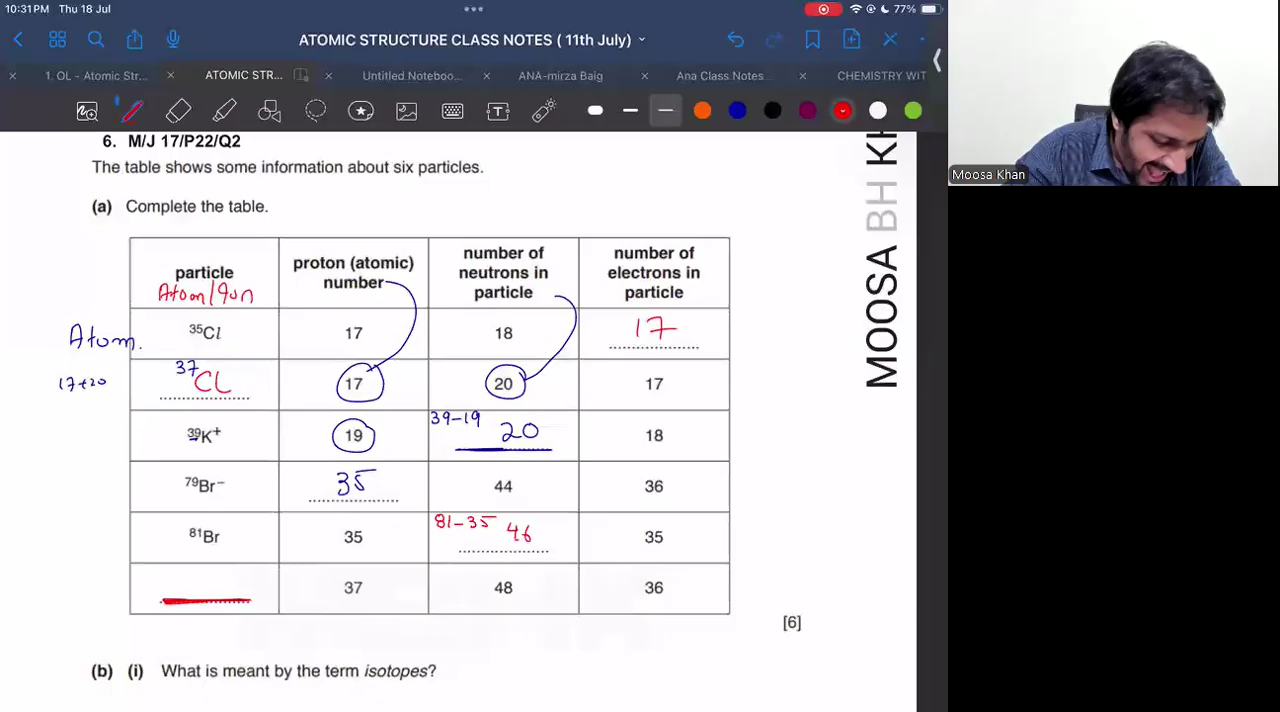 10:31PM Thu 18 Jul
77%
ATOMIC STRUCTURE CLASS NOTES ( 11th July)
1. OL - Atomic Str...
ATOMIC STR...
Untitled Noteboo...
ANA-mirza Baig
Ana Class Notes...
CHEMISTRY WIT
Moosa Khan
MOOSA BH KH
6. M/J 17/P22/Q2
The table shows some information about six particles.
(a) Complete the table.
particle Atom/Ion
proton (atomic) number
number of neutrons in particle
number of electrons in particle
Atom. ³⁵Cl 17 18 17
17+20 ³⁷CL 17 20 17
³⁹K⁺ 19 39-19 20 18
⁷⁹Br⁻ 35 44 36
⁸¹Br 35 81-35 46 35
37 48 36
[6]
(b) (i) What is meant by the term isotopes?